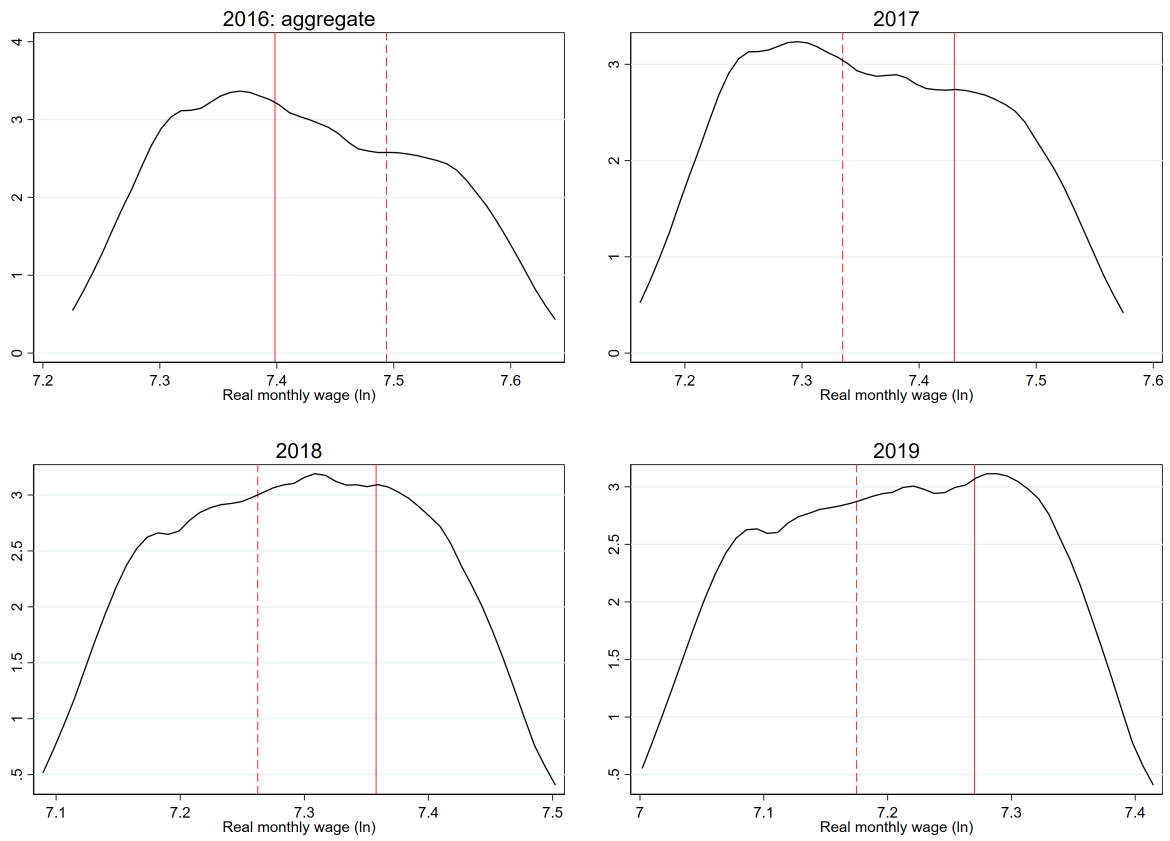 2016: aggregate
4
3
2
1
0
7.2 7.3 7.4 7.5 7.6
Real monthly wage (ln)
2017
3
2
1
0
7.2 7.3 7.4 7.5 7.6
Real monthly wage (ln)
2018
3
2.5
2
1.5
1
.5
7.1 7.2 7.3 7.4 7.5
Real monthly wage (ln)
2019
3
2.5
2
1.5
1
.5
7 7.1 7.2 7.3 7.4
Real monthly wage (ln)